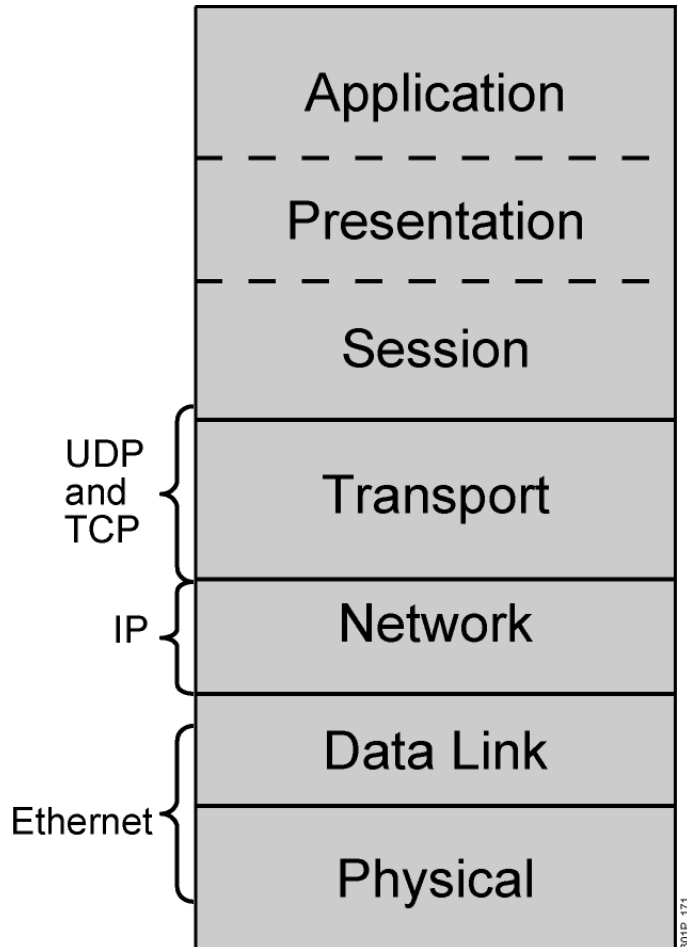 Application
Presentation
Session
UDP
and
TCP
Transport
IP
Network
Data Link
Ethernet
Physical